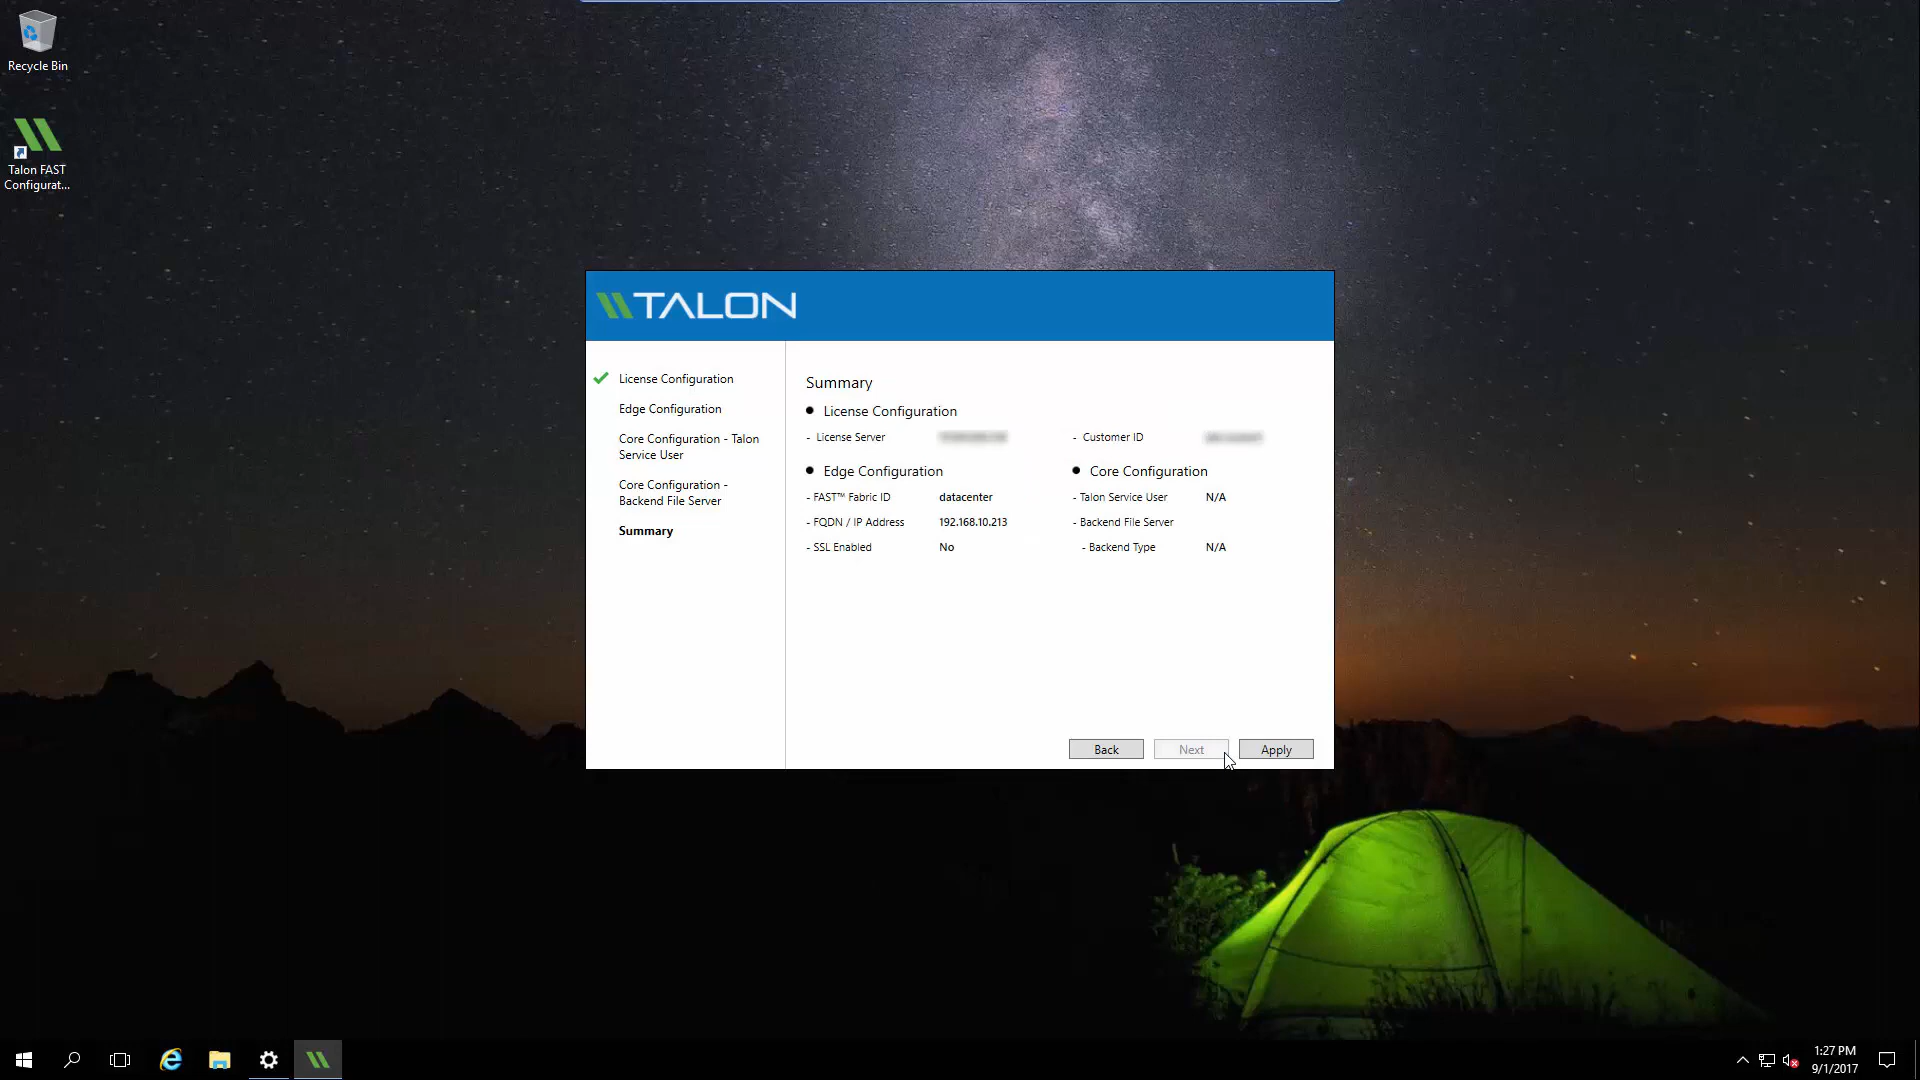 Recycle Bin
Talon FAST
Configurat...
TALON
License Configuration
Edge Configuration
Core Configuration - Talon
Service User
Core Configuration -
Backend File Server
Summary
Summary
License Configuration
- License Server
- Customer ID
Edge Configuration
- FAST™ Fabric ID datacenter
- FQDN / IP Address 192.168.10.213
- SSL Enabled No
Core Configuration
- Talon Service User N/A
- Backend File Server
- Backend Type N/A
Back
Next
Apply
1:27 PM
9/1/2017